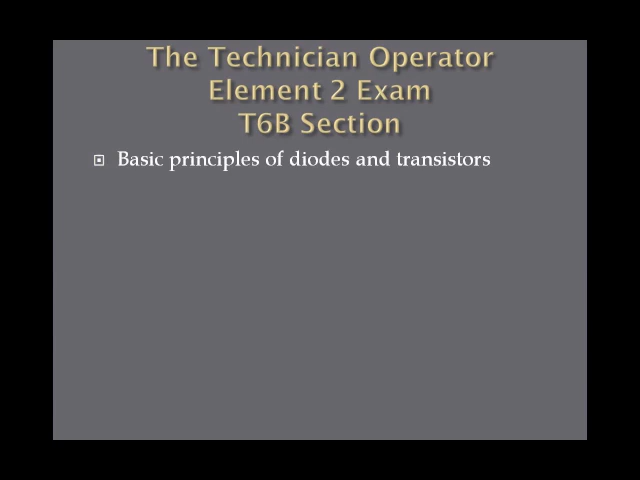 The Technician Operator
Element 2 Exam
T6B Section
Basic principles of diodes and transistors